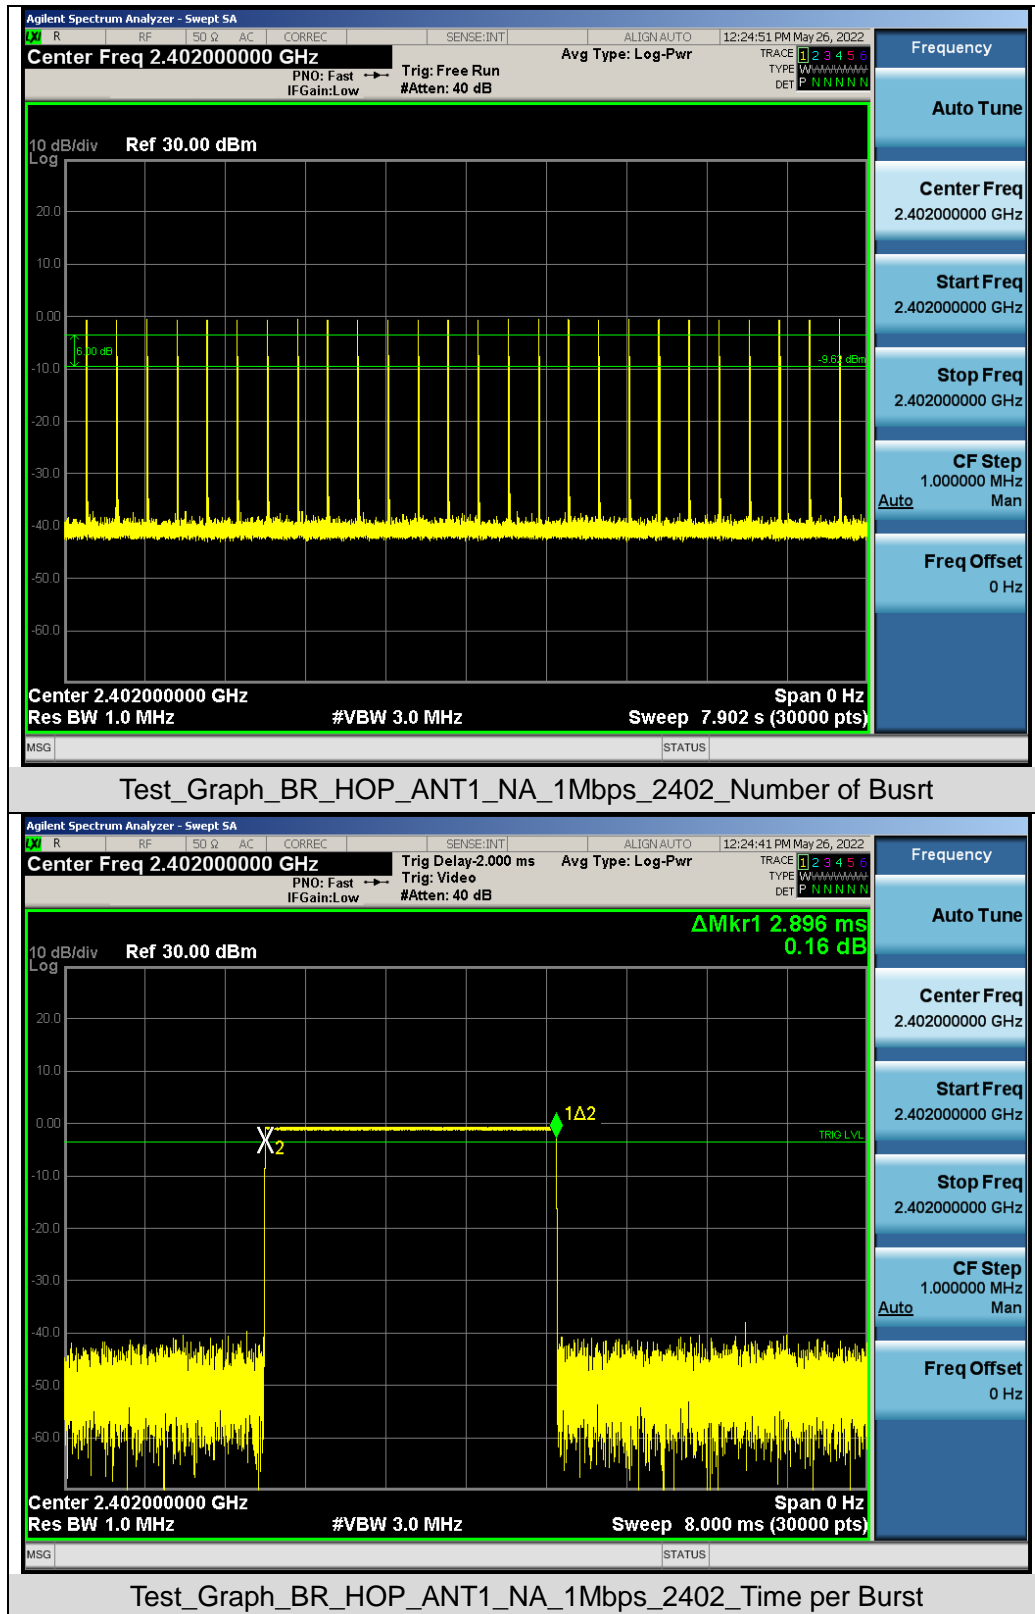 Agilent Spectrum Analyzer - Swept SA
LXI R RF 50 Ω AC CORREC SENSE:INT ALIGN AUTO 12:24:51 PM May 26, 2022
Center Freq 2.402000000 GHz Avg Type: Log-Pwr TRACE 1 2 3 4 5 6
PNO: Fast Trig: Free Run TYPE
IFGain:Low #Atten: 40 dB DET P N N N N N
Frequency
Auto Tune
10 dB/div Ref 30.00 dBm
Log
20.0
10.0
0.00
6.00 dB
-9.62 dBm
-10.0
-20.0
-30.0
-40.0
-50.0
-60.0
Center Freq
2.402000000 GHz
Start Freq
2.402000000 GHz
Stop Freq
2.402000000 GHz
CF Step
1.000000 MHz
Auto Man
Freq Offset
0 Hz
Center 2.402000000 GHz Span 0 Hz
Res BW 1.0 MHz #VBW 3.0 MHz Sweep 7.902 s (30000 pts)
MSG STATUS
Test_Graph_BR_HOP_ANT1_NA_1Mbps_2402_Number of Busrt
Agilent Spectrum Analyzer - Swept SA
LXI R RF 50 Ω AC CORREC SENSE:INT ALIGN AUTO 12:24:41 PM May 26, 2022
Center Freq 2.402000000 GHz Trig Delay-2.000 ms Avg Type: Log-Pwr TRACE 1 2 3 4 5 6
PNO: Fast Trig: Video TYPE
IFGain:Low #Atten: 40 dB DET P N N N N N
Frequency
Auto Tune
ΔMkr1 2.896 ms
0.16 dB
10 dB/div Ref 30.00 dBm
Log
20.0
10.0
0.00
1Δ2
2
TRIG LVL
-10.0
-20.0
-30.0
-40.0
-50.0
-60.0
Center Freq
2.402000000 GHz
Start Freq
2.402000000 GHz
Stop Freq
2.402000000 GHz
CF Step
1.000000 MHz
Auto Man
Freq Offset
0 Hz
Center 2.402000000 GHz Span 0 Hz
Res BW 1.0 MHz #VBW 3.0 MHz Sweep 8.000 ms (30000 pts)
MSG STATUS
Test_Graph_BR_HOP_ANT1_NA_1Mbps_2402_Time per Burst